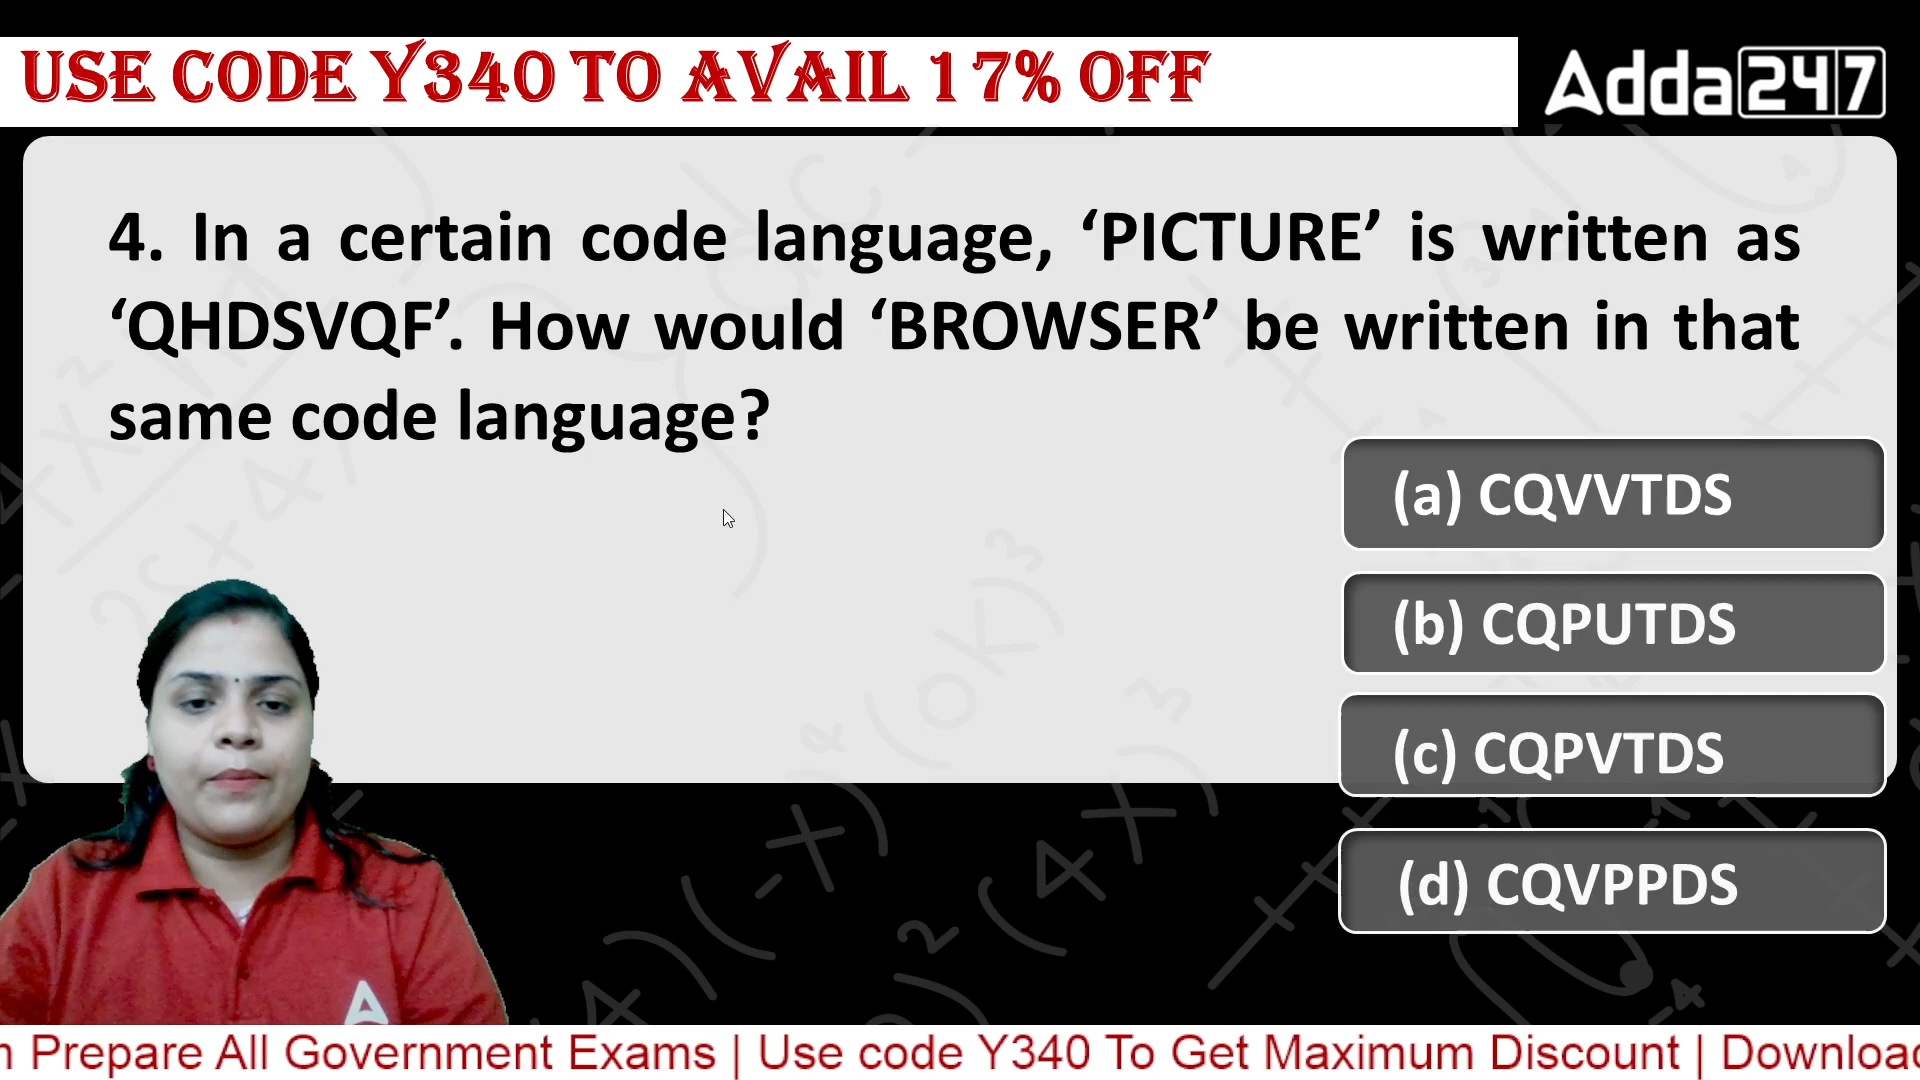 USE CODE Y340 TO AVAIL 17% OFF
Adda247
4. In a certain code language, ‘PICTURE’ is written as
‘QHDSVQF’. How would ‘BROWSER’ be written in that
same code language?
(a) CQVVTDS
(b) CQPUTDS
(c) CQPVTDS
(d) CQVPPDS
Prepare All Government Exams | Use code Y340 To Get Maximum Discount |